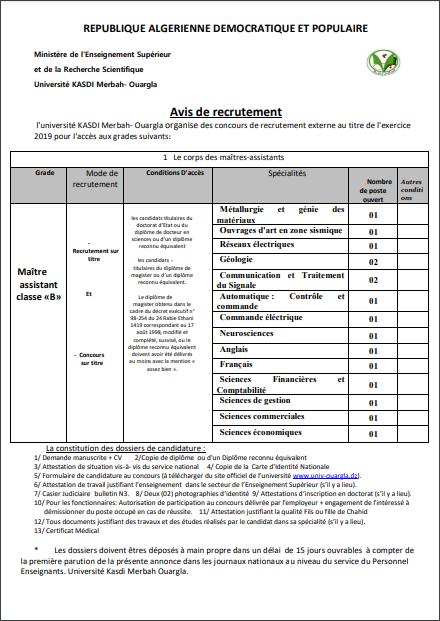 REPUBLIQUE ALGERIENNE DEMOCRATIQUE ET POPULAIRE
Ministère de l'Enseignement Supérieur
et de la Recherche Scientifique
Université KASDI Merbah- Ouargla
Avis de recrutement
l'université KASDI Merbah- Ouargla organise des concours de recrutement externe au titre de l'exercice
2019 pour l'accès aux grades suivants:
1 Le corps des maîtres-assistants
Grade
Mode de
recrutement
Conditions D'accès
Spécialités
Nombre
de poste
ouvert
Autres
conditi
ons
Maître
assistant
classe «B»
-
Recrutement sur
titre
Et
- Concours
sur titre
les candidats titulaires du
doctorat d'Etat ou du
diplôme de docteur en
sciences ou d'un diplôme
reconnu équivalent
les candidats -
titulaires du diplôme de
magister ou d'un diplôme
reconnu équivalent.
Le diplôme de
magister obtenu dans le
cadre du décret exécutif n°
98-254 du 24 Rabie Ethani
1419 correspondant au 17
août 1998, modifié et
complété, susvisé, ou le
diplôme reconnu équivalent
doivent avoir été délivrés
au moins avec la mention «
assez bien ».
Métallurgie et génie des
matériaux 01
Ouvrages d'art en zone sismique 01
Réseaux électriques 01
Géologie 02
Communication et Traitement
du Signale 02
Automatique : Contrôle et
commande 01
Commande électrique 01
Neurosciences 01
Anglais 01
Français 01
Sciences Financières et
Comptabilité 01
Sciences de gestion 01
Sciences commerciales 01
Sciences économiques 01
La constitution des dossiers de candidature :
1/ Demande manuscrite + CV 2/Copie de diplôme ou d'un Diplôme reconnu équivalent
3/ Attestation de situation vis-à- vis du service national 4/ Copie de la Carte d'Identité Nationale
5/ Formulaire de candidature au concours (à télécharger du site officiel de l'université www.univ-ouargla.dz).
6/ Attestation de travail justifiant l'enseignement dans le secteur de l'enseignement Supérieur (s'il y a lieu).
7/ Casier Judiciaire bulletin N3. 8/ Deux (02) photographies d'identité 9/ Attestations d'inscription en doctorat (s'il y a lieu).
10/ Pour les fonctionnaires: Autorisation de participation au concours délivrée par l'employeur + engagement de l'intéressé à
démissionner du poste occupé en cas de réussite. 11/ Attestation justifiant la qualité Fils ou fille de Chahid
12/ Tous documents justifiant des travaux et des études réalisés par le candidat dans sa spécialité (s'il y a lieu).
13/ Certificat Médical
* Les dossiers doivent êtres déposés à main propre dans un délai de 15 jours ouvrables à compter de
la première parution de la présente annonce dans les journaux nationaux au niveau du service du Personnel
Enseignants. Université Kasdi Merbah Ouargla.